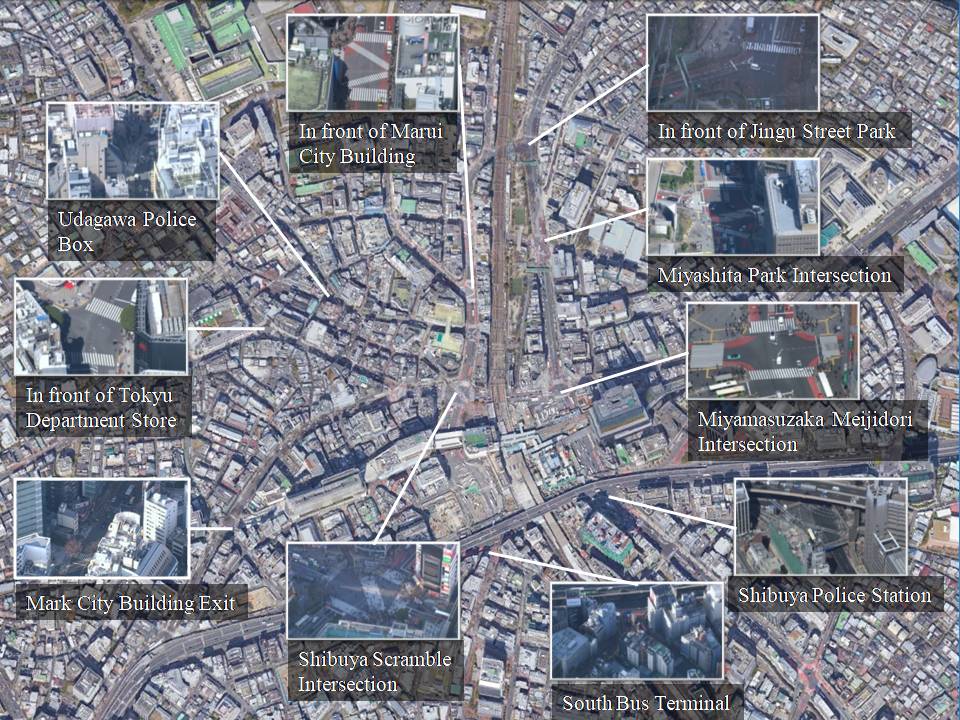 In front of Marui
City Building
In front of Jingu Street Park
Udagawa Police
Box
Miyashita Park Intersection
In front of Tokyu
Department Store
Miyamasuzaka Meijidori
Intersection
Mark City Building Exit
Shibuya Police Station
Shibuya Scramble
Intersection
South Bus Terminal